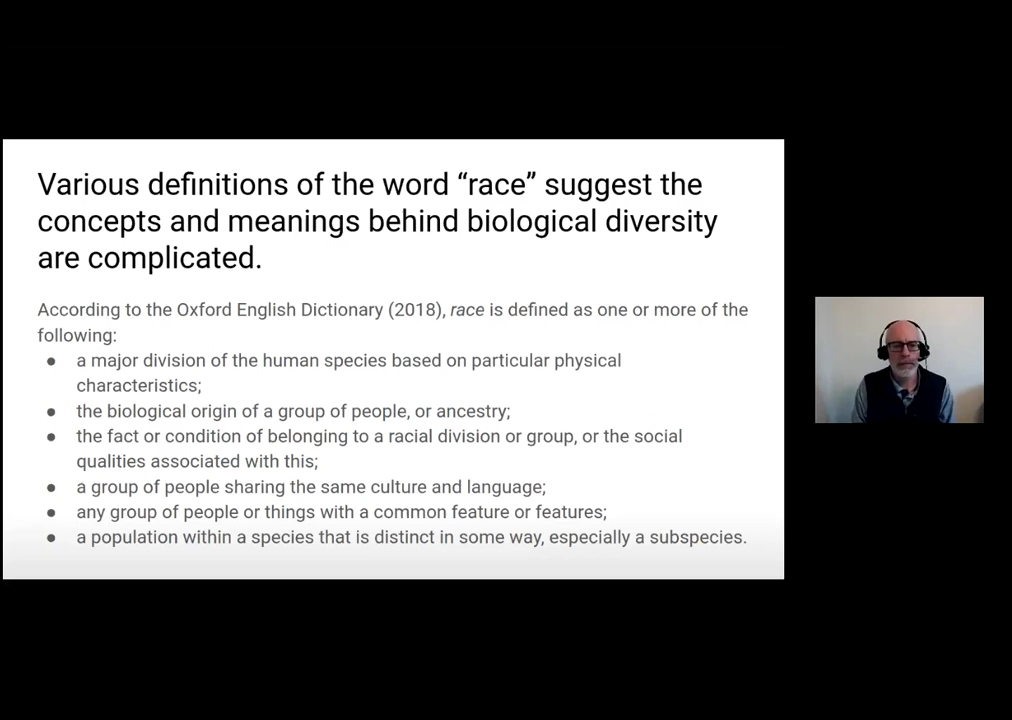 Various definitions of the word “race” suggest the
concepts and meanings behind biological diversity
are complicated.
According to the Oxford English Dictionary (2018), race is defined as one or more of the
following:
● a major division of the human species based on particular physical
characteristics;
● the biological origin of a group of people, or ancestry;
● the fact or condition of belonging to a racial division or group, or the social
qualities associated with this;
● a group of people sharing the same culture and language;
● any group of people or things with a common feature or features;
● a population within a species that is distinct in some way, especially a subspecies.